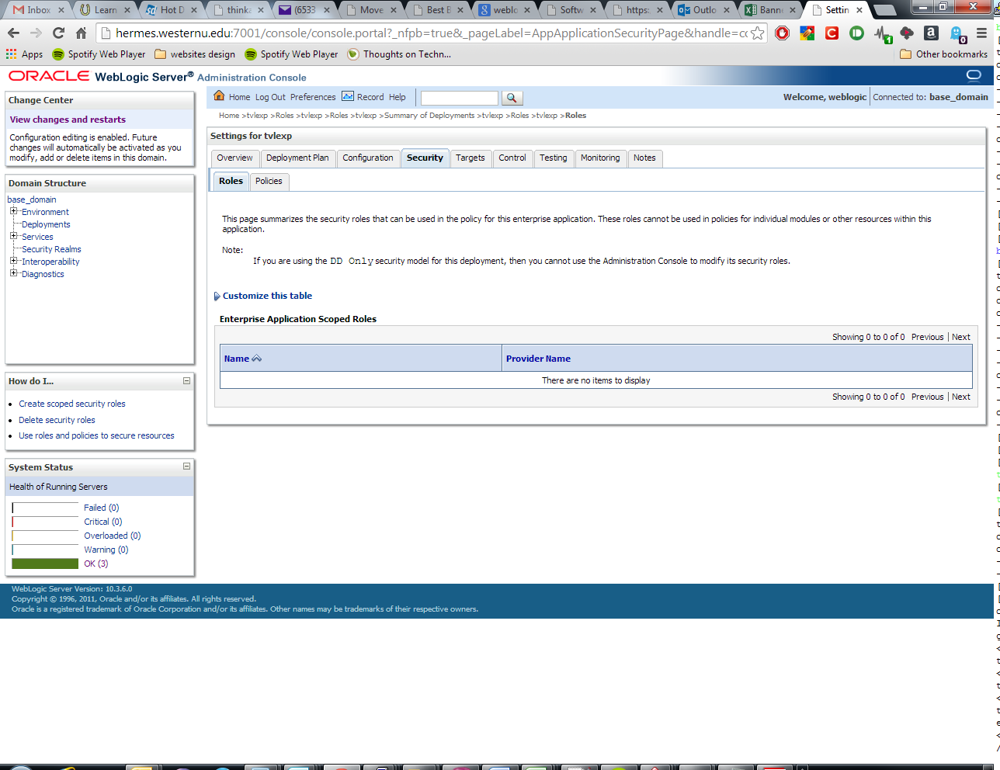 Inbox
Learn
Hot D
thinka
(6533
Move
Best B
weblo
Softw
https:
Outlo
Banne
Settin
hermes.westernu.edu:7001/console/console.portal?_nfpb=true&_pageLabel=AppApplicationSecurityPage&handle=cc
Apps
Spotify Web Player
websites design
Spotify Web Player
Thoughts on Techn...
Other bookmarks
ORACLE WebLogic Server® Administration Console
Change Center
View changes and restarts
Configuration editing is enabled. Future
changes will automatically be activated as you
modify, add or delete items in this domain.
Domain Structure
base_domain
Environment
Deployments
Services
Security Realms
Interoperability
Diagnostics
How do I...
Create scoped security roles
Delete security roles
Use roles and policies to secure resources
System Status
Health of Running Servers
Failed (0)
Critical (0)
Overloaded (0)
Warning (0)
OK (3)
Home Log Out Preferences Record Help
Welcome, weblogic Connected to: base_domain
Home >tvlexp >Roles >tvlexp >Roles >tvlexp >Summary of Deployments >tvlexp >Roles >tvlexp >Roles
Settings for tvlexp
Overview Deployment Plan Configuration Security Targets Control Testing Monitoring Notes
Roles Policies
This page summarizes the security roles that can be used in the policy for this enterprise application. These roles cannot be used in policies for individual modules or other resources within this
application.
Note:
If you are using the DD Only security model for this deployment, then you cannot use the Administration Console to modify its security roles.
Customize this table
Enterprise Application Scoped Roles
Showing 0 to 0 of 0 Previous | Next
Name Provider Name
There are no items to display
Showing 0 to 0 of 0 Previous | Next
WebLogic Server Version: 10.3.6.0
Copyright © 1996, 2011, Oracle and/or its affiliates. All rights reserved.
Oracle is a registered trademark of Oracle Corporation and/or its affiliates. Other names may be trademarks of their respective owners.